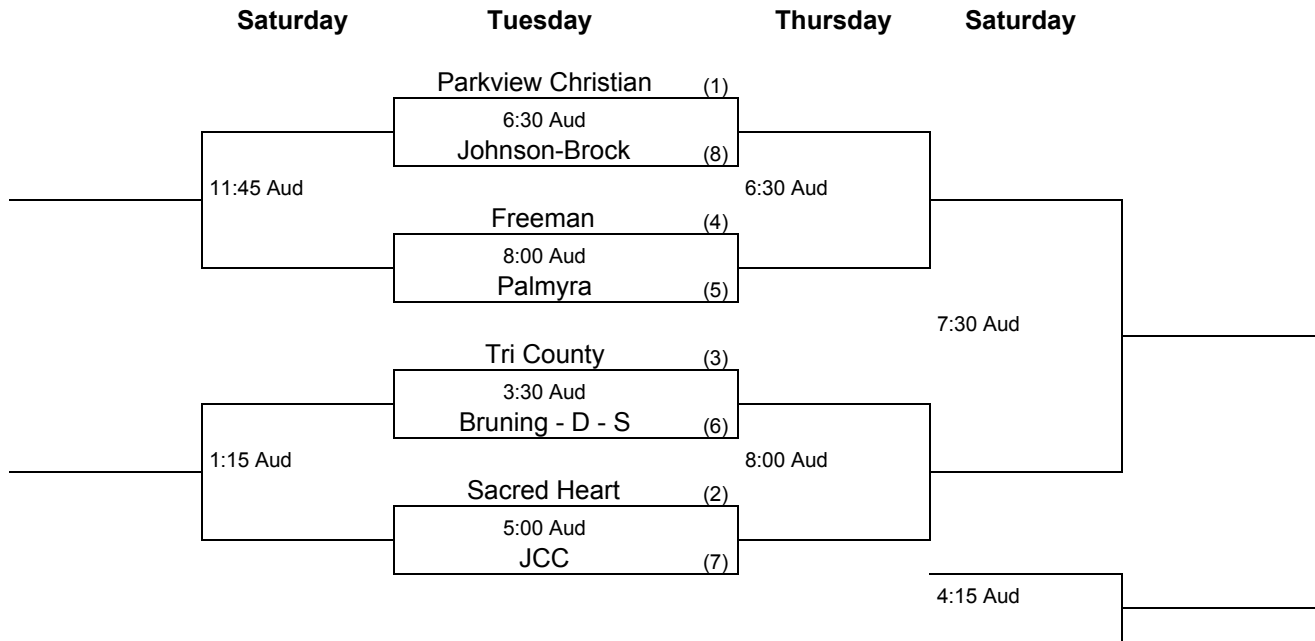 Saturday Tuesday Thursday Saturday
Parkview Christian (1)
6:30 Aud
Johnson-Brock (8)
11:45 Aud 6:30 Aud
Freeman (4)
8:00 Aud
Palmyra (5)
7:30 Aud
Tri County (3)
3:30 Aud
Bruning - D - S (6)
1:15 Aud 8:00 Aud
Sacred Heart (2)
5:00 Aud
JCC (7)
4:15 Aud